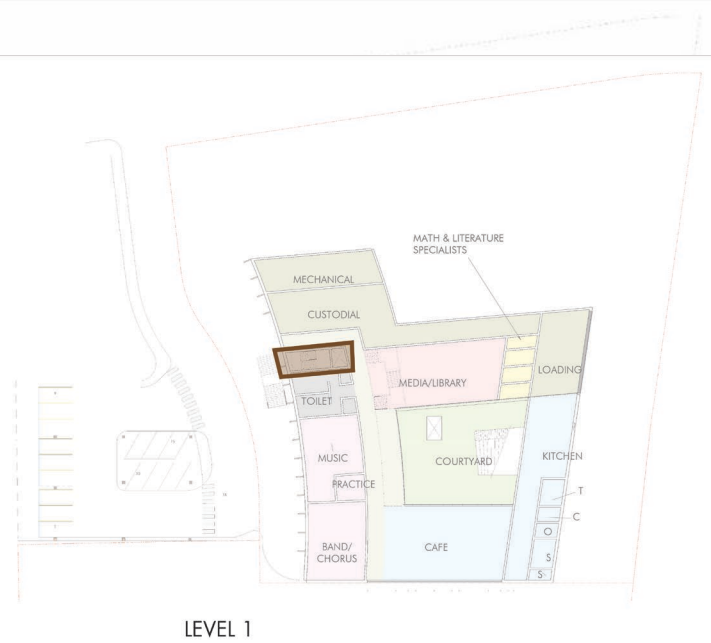 MATH & LITERATURE
SPECIALISTS
MECHANICAL
CUSTODIAL
MEDIA/LIBRARY
LOADING
TOILET
MUSIC
PRACTICE
COURTYARD
KITCHEN
T
C
O
BAND/
CHORUS
CAFE
S
S
LEVEL 1